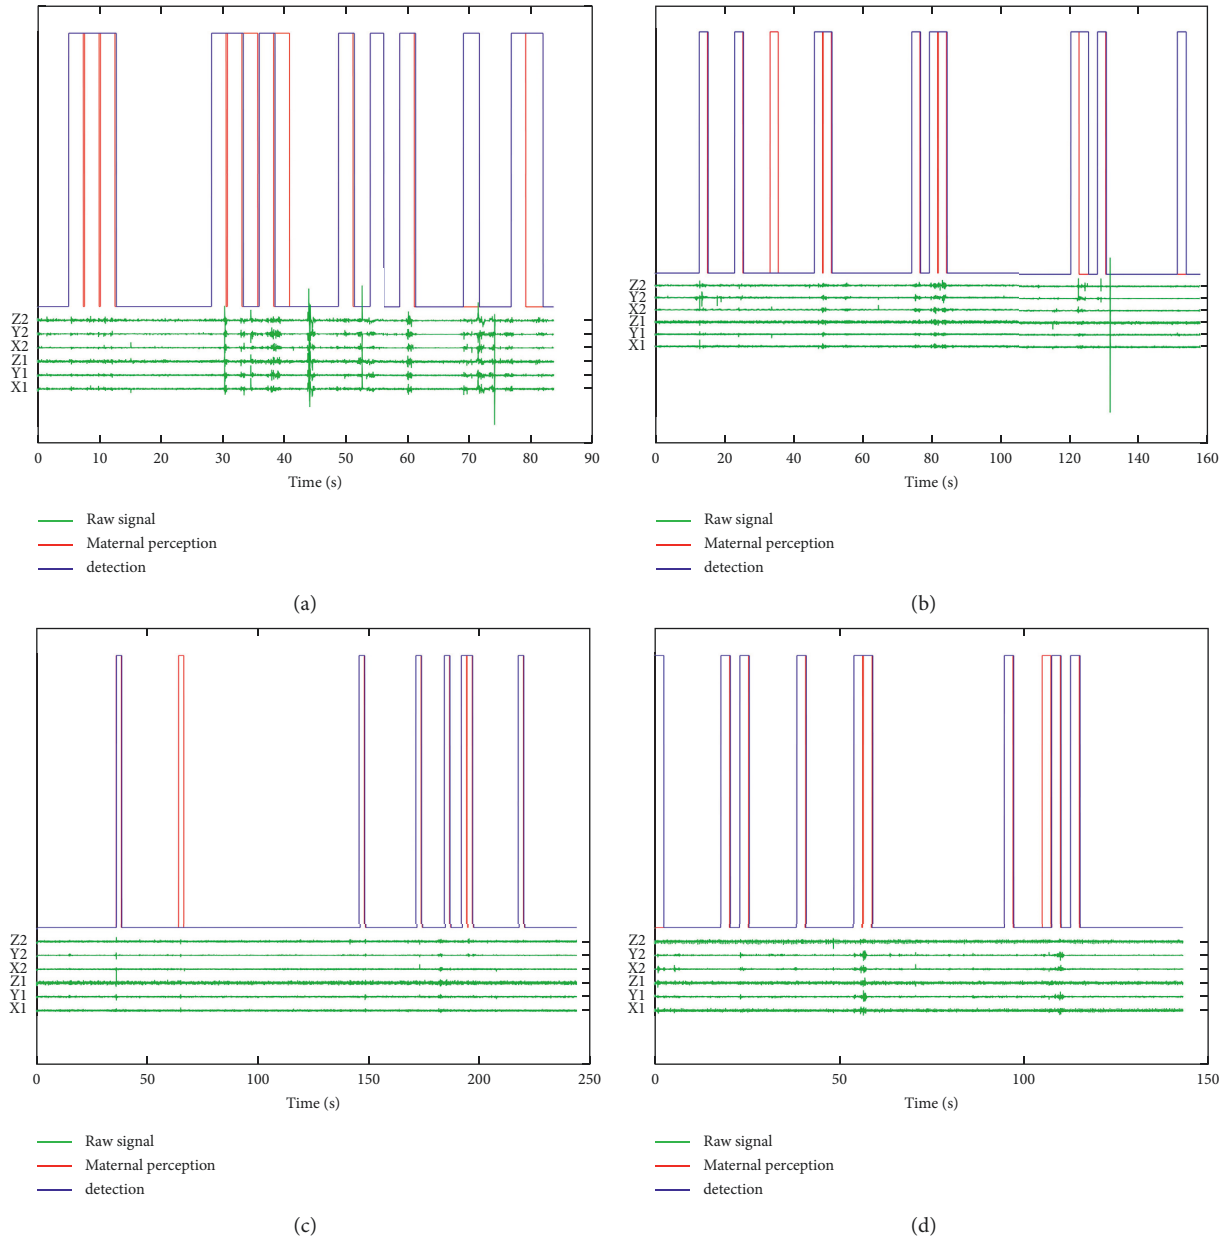 Z2
Y2
X2
Z1
Y1
X1
0 10 20 30 40 50 60 70 80 90
Time (s)
Raw signal
Maternal perception
detection
(a)
Z2
Y2
X2
Z1
Y1
X1
0 20 40 60 80 100 120 140 160
Time (s)
Raw signal
Maternal perception
detection
(b)
Z2
Y2
X2
Z1
Y1
X1
0 50 100 150 200 250
Time (s)
Raw signal
Maternal perception
detection
(c)
Z2
Y2
X2
Z1
Y1
X1
0 50 100 150
Time (s)
Raw signal
Maternal perception
detection
(d)